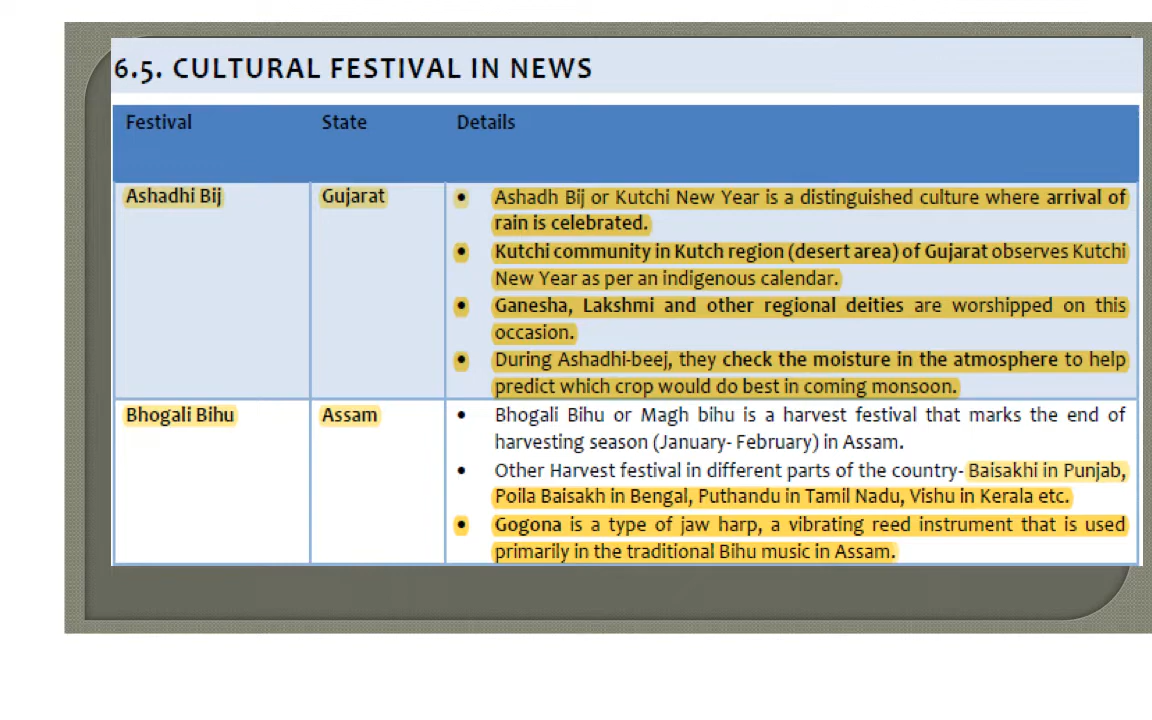 6.5. CULTURAL FESTIVAL IN NEWS
Festival State Details
Ashadhi Bij Gujarat • Ashadh Bij or Kutchi New Year is a distinguished culture where arrival of
rain is celebrated.
• Kutchi community in Kutch region (desert area) of Gujarat observes Kutchi
New Year as per an indigenous calendar.
• Ganesha, Lakshmi and other regional deities are worshipped on this
occasion.
• During Ashadhi-beej, they check the moisture in the atmosphere to help
predict which crop would do best in coming monsoon.
Bhogali Bihu Assam • Bhogali Bihu or Magh bihu is a harvest festival that marks the end of
harvesting season (January- February) in Assam.
• Other Harvest festival in different parts of the country- Baisakhi in Punjab,
Poila Baisakh in Bengal, Puthandu in Tamil Nadu, Vishu in Kerala etc.
• Gogona is a type of jaw harp, a vibrating reed instrument that is used
primarily in the traditional Bihu music in Assam.